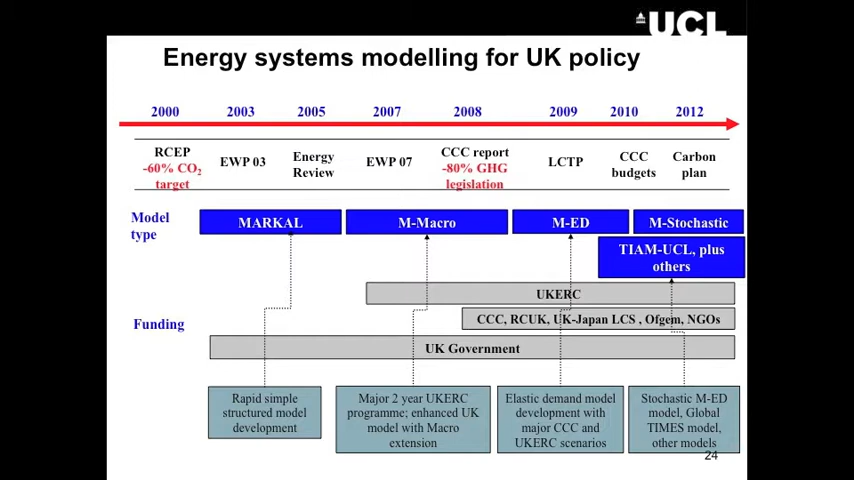 UCL
Energy systems modelling for UK policy
2000 2003 2005 2007 2008 2009 2010 2012
RCEP
-60% CO2
target
EWP 03
Energy
Review
EWP 07
CCC report
-80% GHG
legislation
LCTP
CCC
budgets
Carbon
plan
Model
type
MARKAL
M-Macro
M-ED
M-Stochastic
TIAM-UCL, plus
others
UKERC
Funding
CCC, RCUK, UK-Japan LCS , Ofgem, NGOs
UK Government
Rapid simple
structured model
development
Major 2 year UKERC
programme; enhanced UK
model with Macro
extension
Elastic demand model
development with
major CCC and
UKERC scenarios
Stochastic M-ED
model, Global
TIMES model,
other models
24